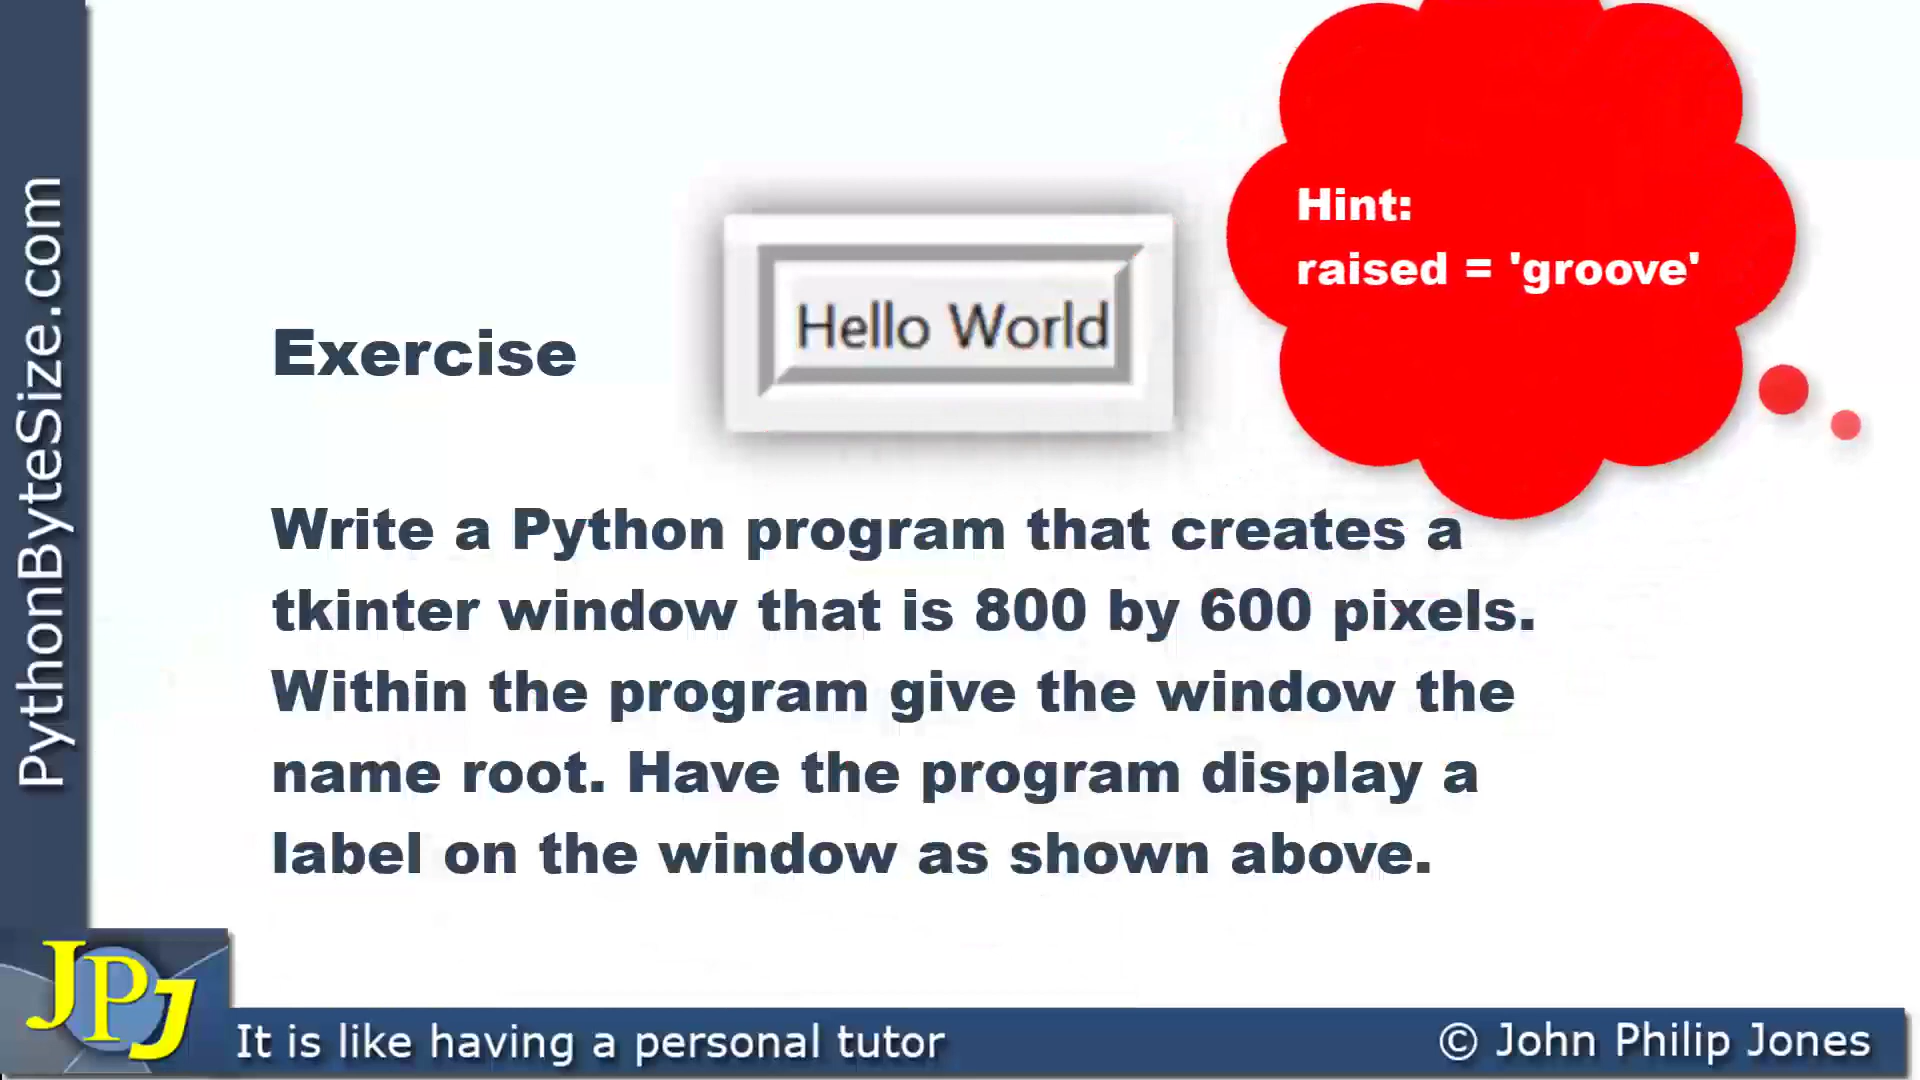 PythonByteSize.com
Hint:
raised = 'groove'
Hello World
Exercise
Write a Python program that creates a
tkinter window that is 800 by 600 pixels.
Within the program give the window the
name root. Have the program display a
label on the window as shown above.
JPJ
It is like having a personal tutor
© John Philip Jones